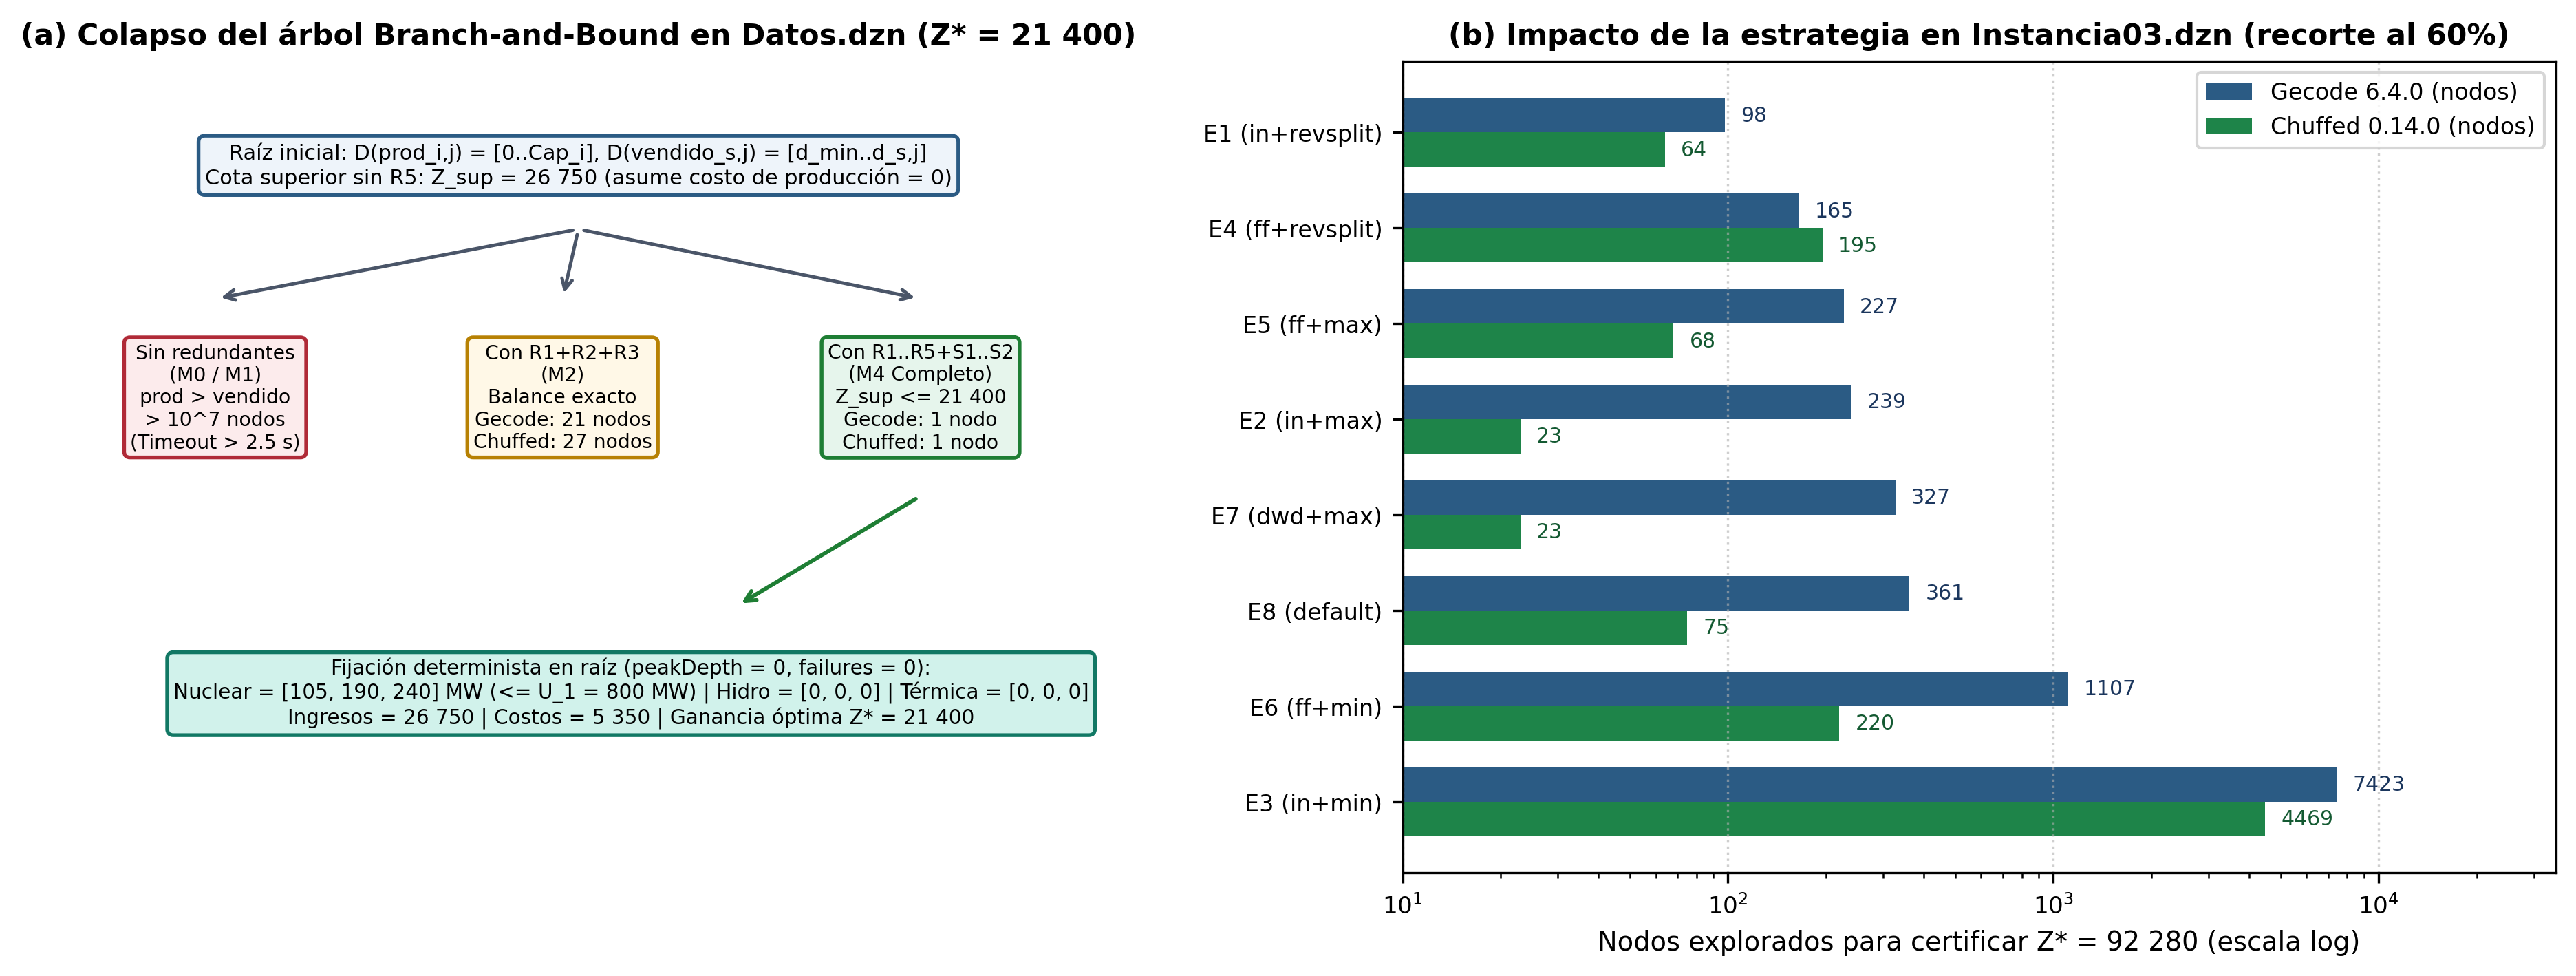 (a) Colapso del árbol Branch-and-Bound en Datos.dzn (Z* = 21 400)
Raíz inicial: D(prod_i,j) = [0..Cap_i], D(vendido_s,j) = [d_min..d_s,j]
Cota superior sin R5: Z_sup = 26 750 (asume costo de producción = 0)
Sin redundantes
(M0 / M1)
prod > vendido
> 10^7 nodos
(Timeout > 2.5 s)
Con R1+R2+R3
(M2)
Balance exacto
Gecode: 21 nodos
Chuffed: 27 nodos
Con R1..R5+S1..S2
(M4 Completo)
Z_sup <= 21 400
Gecode: 1 nodo
Chuffed: 1 nodo
Fijación determinista en raíz (peakDepth = 0, failures = 0):
Nuclear = [105, 190, 240] MW (<= U_1 = 800 MW) | Hidro = [0, 0, 0] | Térmica = [0, 0, 0]
Ingresos = 26 750 | Costos = 5 350 | Ganancia óptima Z* = 21 400
(b) Impacto de la estrategia en Instancia03.dzn (recorte al 60%)
Gecode 6.4.0 (nodos)
Chuffed 0.14.0 (nodos)
E1 (in+revsplit)
98
64
E4 (ff+revsplit)
165
195
E5 (ff+max)
227
68
E2 (in+max)
239
23
E7 (dwd+max)
327
23
E8 (default)
361
75
E6 (ff+min)
1107
220
E3 (in+min)
7423
4469
10¹ 10² 10³ 10⁴
Nodos explorados para certificar Z* = 92 280 (escala log)